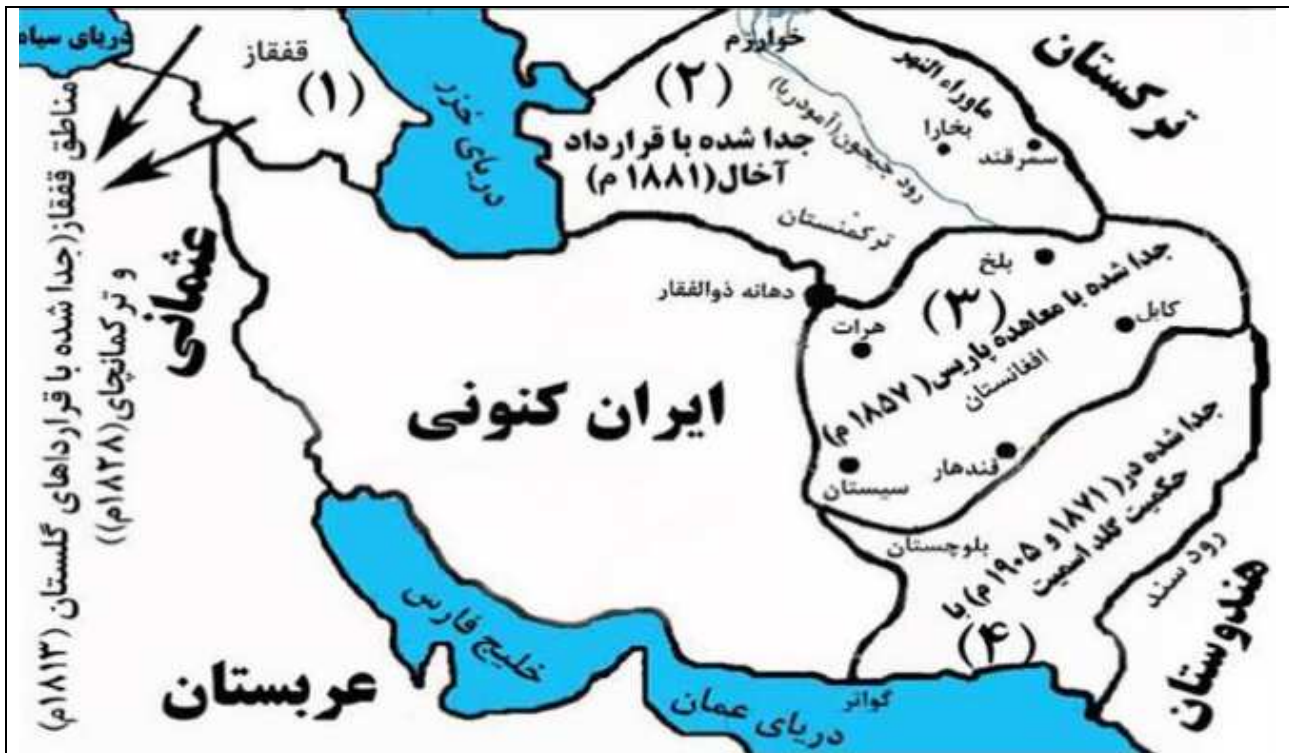 دریای سیاه
قفقاز
(۱)
مناطق قفقاز(جدا شده با قراردادهای گلستان (۱۸۱۳م)
و ترکمانچای(۱۸۲۸م))
عثمانی
دریای خزر
خوارزم
(۲)
جدا شده با قرارداد
آخال(۱۸۸۱ م)
رود جیحون(آمودریا)
ماوراء النهر
بخارا
سمرقند
ترکستان
ترکمنستان
دهانه ذوالفقار
بلخ
(۳)
جدا شده با معاهده پاریس( ۱۸۵۷ م)
هرات
کابل
افغانستان
قندهار
سیستان
ایران کنونی
بلوچستان
جدا شده در( ۱۸۷۱ و ۱۹۰۵ م) با
حکمیت گلد اسمیت
(۴)
رود سند
هندوستان
خلیج فارس
عربستان
دریای عمان
گواتر